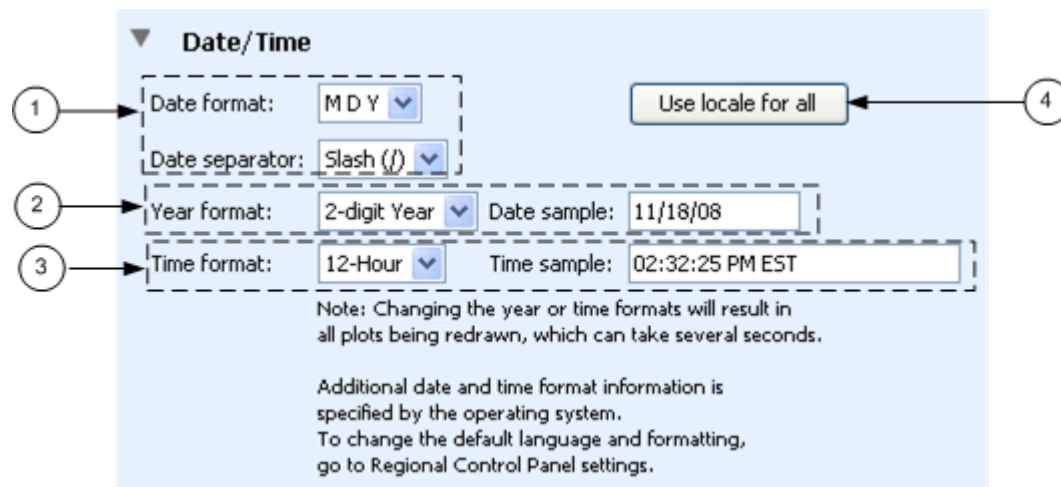 Date/Time
1
Date format:
M D Y
Use locale for all
4
Date separator:
Slash (/)
2
Year format:
2-digit Year
Date sample:
11/18/08
3
Time format:
12-Hour
Time sample:
02:32:25 PM EST
Note: Changing the year or time formats will result in
all plots being redrawn, which can take several seconds.
Additional date and time format information is
specified by the operating system.
To change the default language and formatting,
go to Regional Control Panel settings.